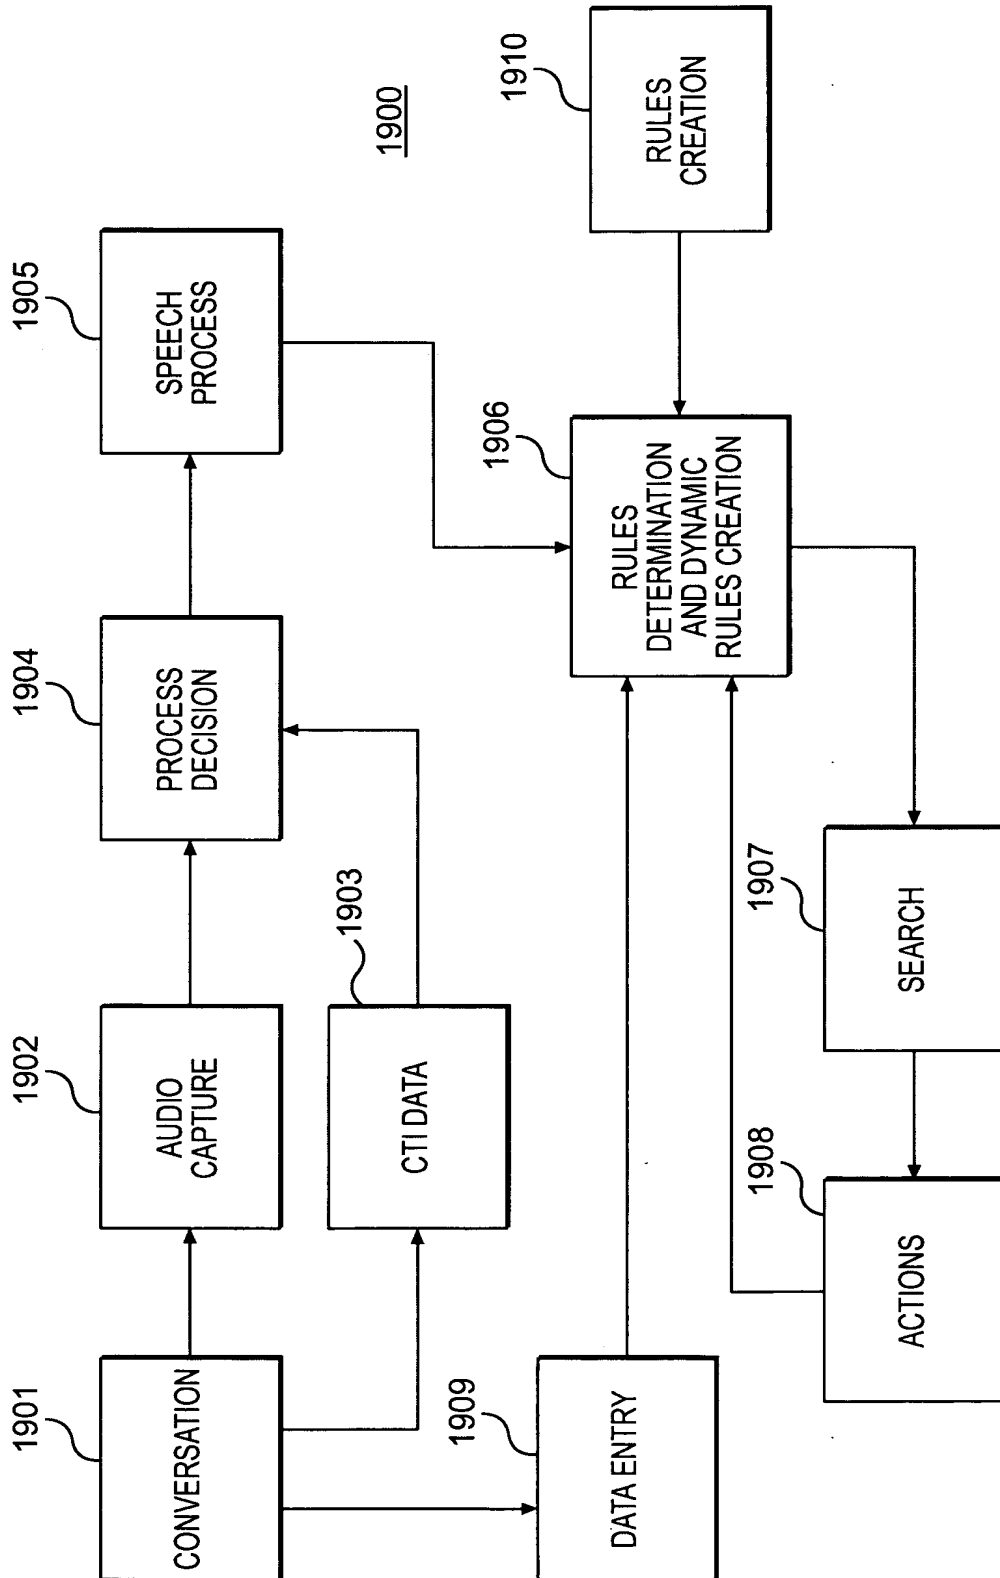 1900
1901
CONVERSATION
1902
AUDIO
CAPTURE
1904
PROCESS
DECISION
1905
SPEECH
PROCESS
1903
CTI DATA
1909
DATA ENTRY
1906
RULES
DETERMINATION
AND DYNAMIC
RULES CREATION
1910
RULES
CREATION
1908
ACTIONS
1907
SEARCH